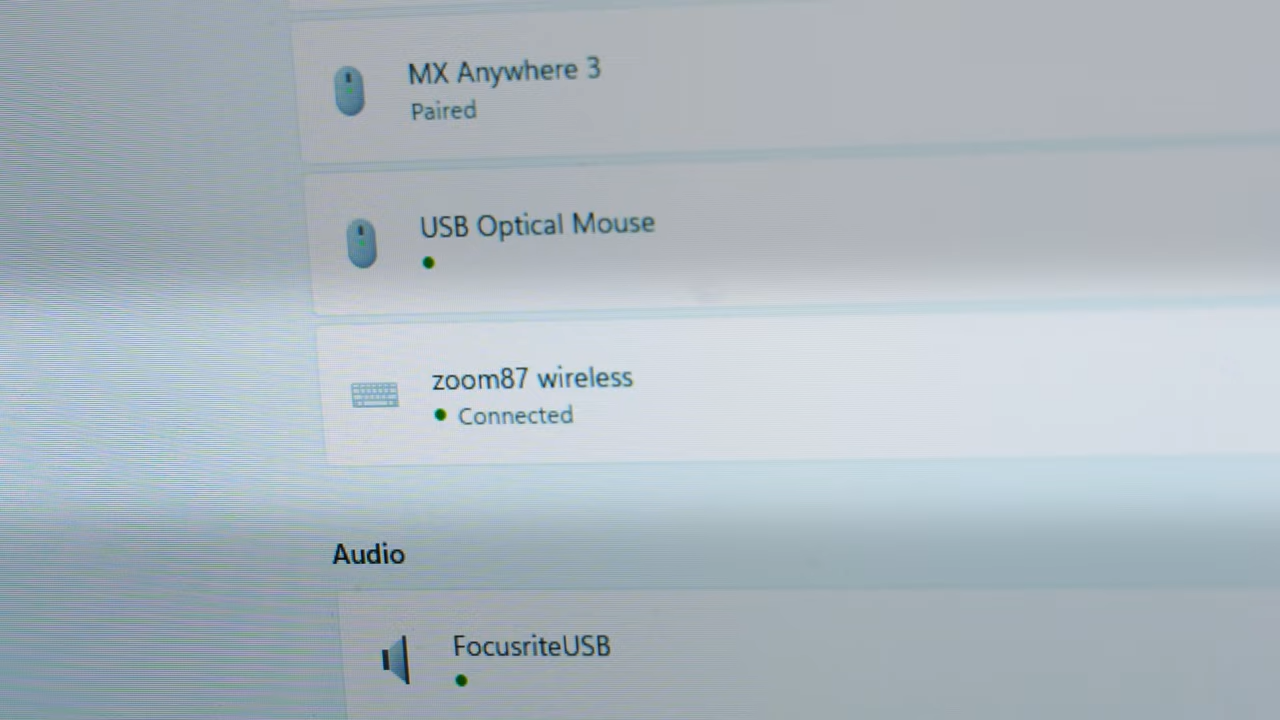 MX Anywhere 3
Paired
USB Optical Mouse
zoom87 wireless
Connected
Audio
FocusriteUSB